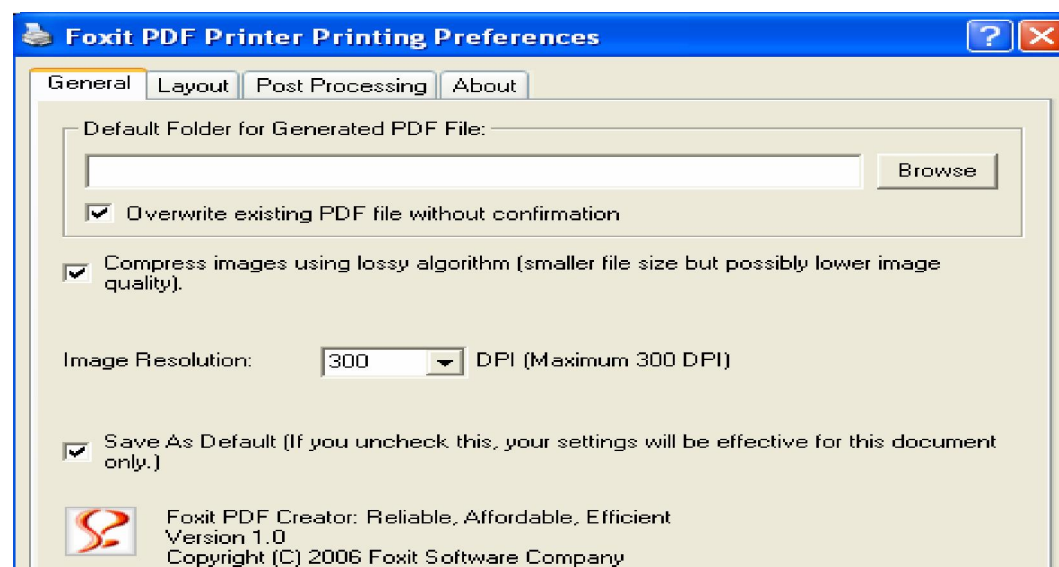 Foxit PDF Printer Printing Preferences
General Layout Post Processing About
Default Folder for Generated PDF File:
Browse
Overwrite existing PDF file without confirmation
Compress images using lossy algorithm (smaller file size but possibly lower image
quality).
Image Resolution: 300 DPI (Maximum 300 DPI)
Save As Default (If you uncheck this, your settings will be effective for this document
only.)
Foxit PDF Creator: Reliable, Affordable, Efficient
Version 1.0
Copyright (C) 2006 Foxit Software Company